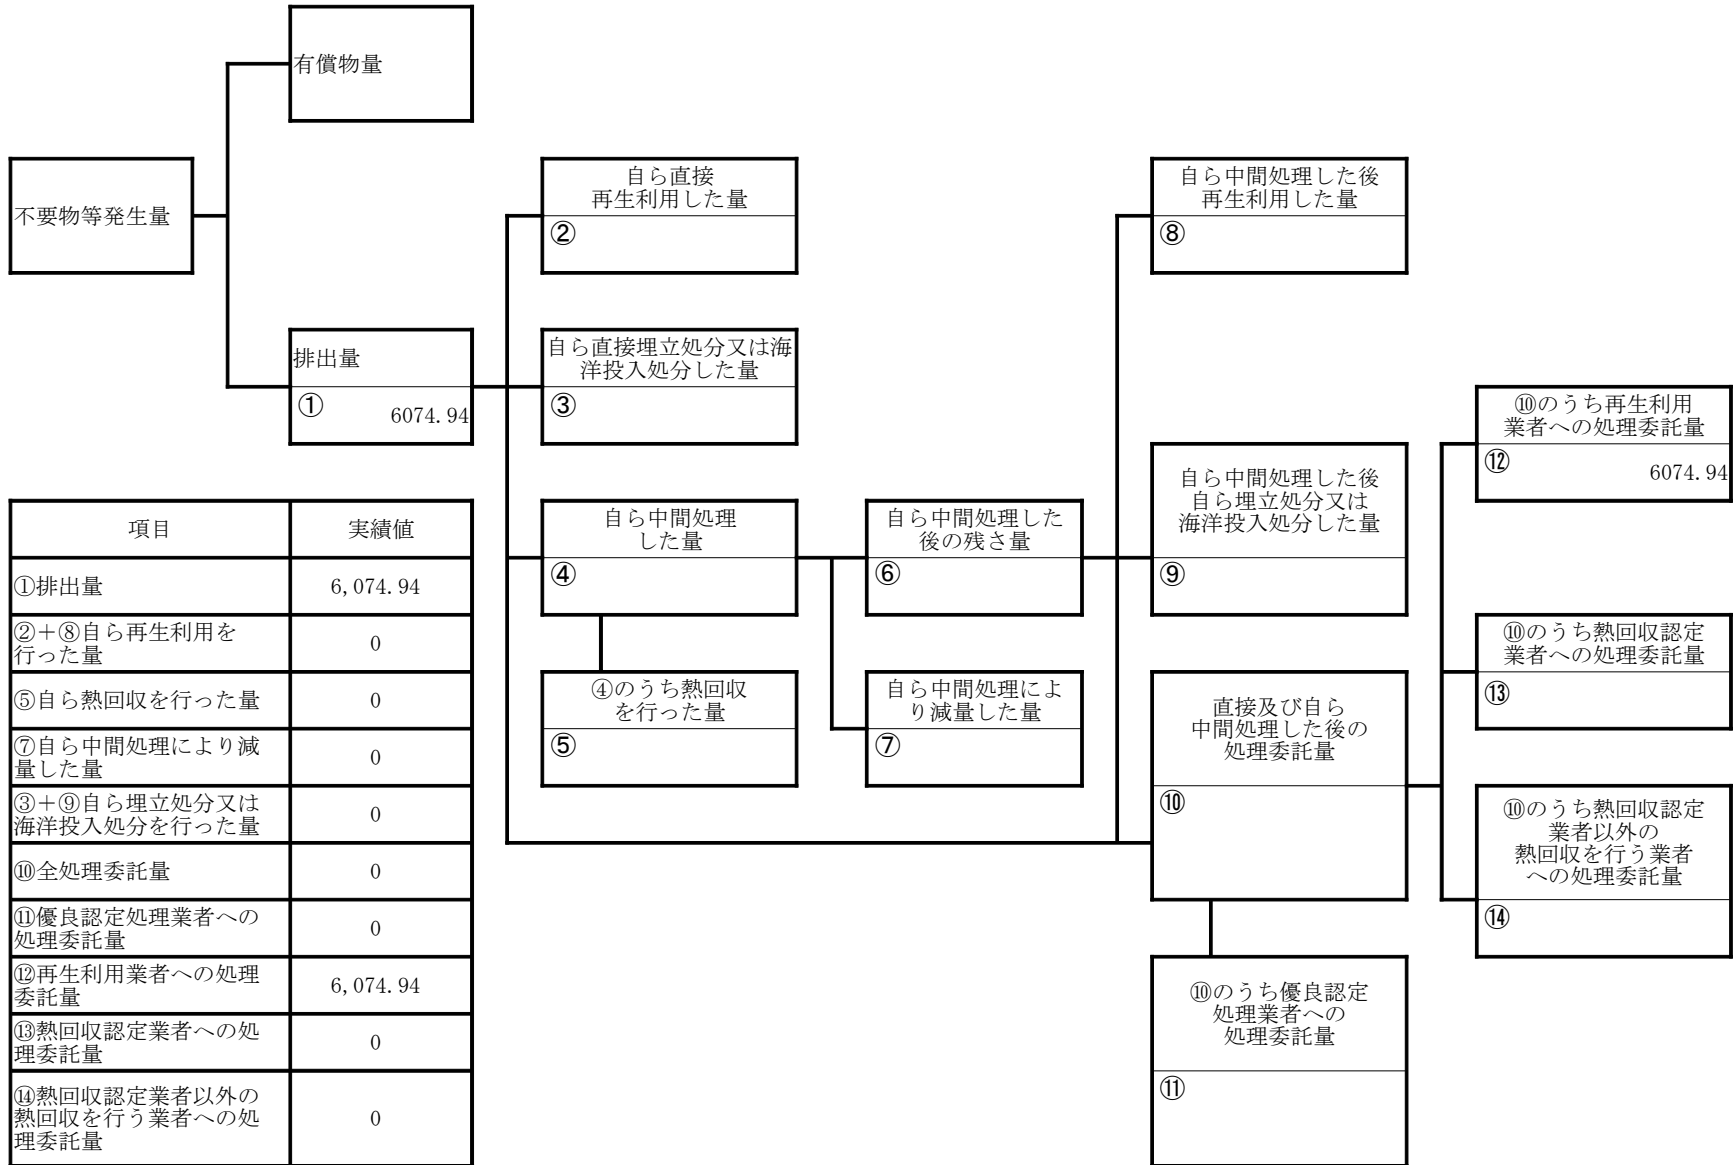 有償物量
不要物等発生量
自ら直接
再生利用した量
②
自ら中間処理した後
再生利用した量
⑧
排出量
①
6074.94
自ら直接埋立処分又は海
洋投入処分した量
③
⑩のうち再生利用
業者への処理委託量
⑫
6074.94
自ら中間処理
した量
④
自ら中間処理した
後の残さ量
⑥
自ら中間処理した後
自ら埋立処分又は
海洋投入処分した量
⑨
⑩のうち熱回収認定
業者への処理委託量
⑬
④のうち熱回収
を行った量
⑤
自ら中間処理によ
り減量した量
⑦
直接及び自ら
中間処理した後の
処理委託量
⑩
⑩のうち熱回収認定
業者以外の
熱回収を行う業者
への処理委託量
⑭
⑩のうち優良認定
処理業者への
処理委託量
⑪
項目 実績値
①排出量 6,074.94
②+⑧自ら再生利用を
行った量 0
⑤自ら熱回収を行った量 0
⑦自ら中間処理により減
量した量 0
③+⑨自ら埋立処分又は
海洋投入処分を行った量 0
⑩全処理委託量 0
⑪優良認定処理業者への
処理委託量 0
⑫再生利用業者への処理
委託量 6,074.94
⑬熱回収認定業者への処
理委託量 0
⑭熱回収認定業者以外の
熱回収を行う業者への処
理委託量 0